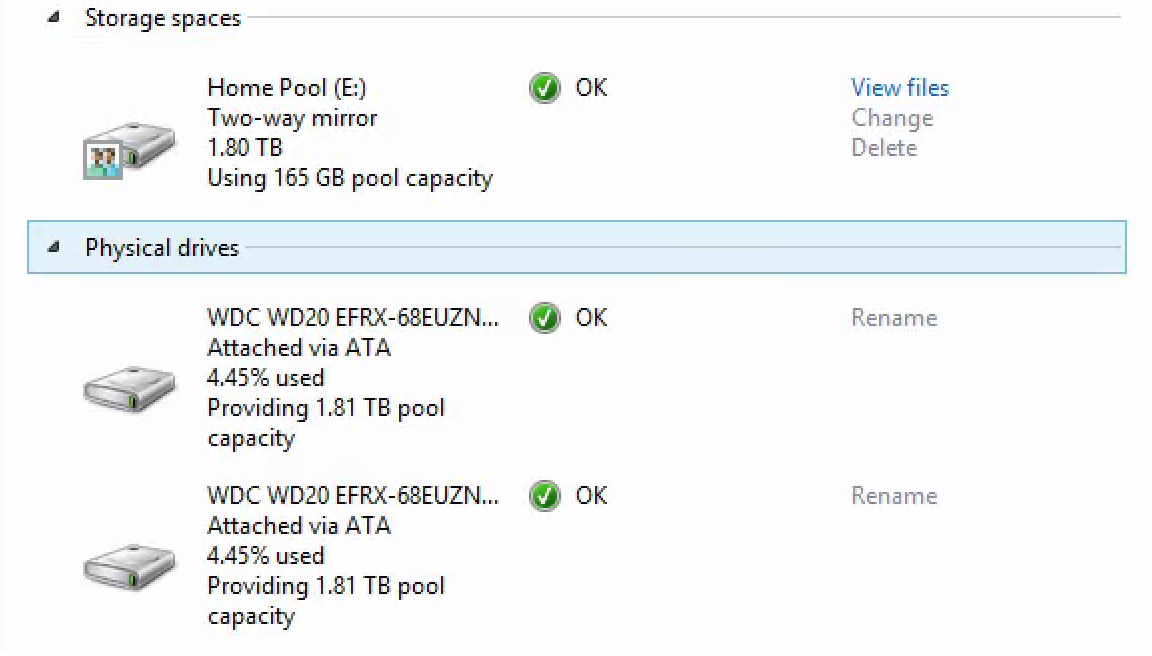 Storage spaces
Home Pool (E:)
OK
View files
Two-way mirror
Change
1.80 TB
Delete
Using 165 GB pool capacity
Physical drives
WDC WD20 EFRX-68EUZN...
OK
Rename
Attached via ATA
4.45% used
Providing 1.81 TB pool
capacity
WDC WD20 EFRX-68EUZN...
OK
Rename
Attached via ATA
4.45% used
Providing 1.81 TB pool
capacity